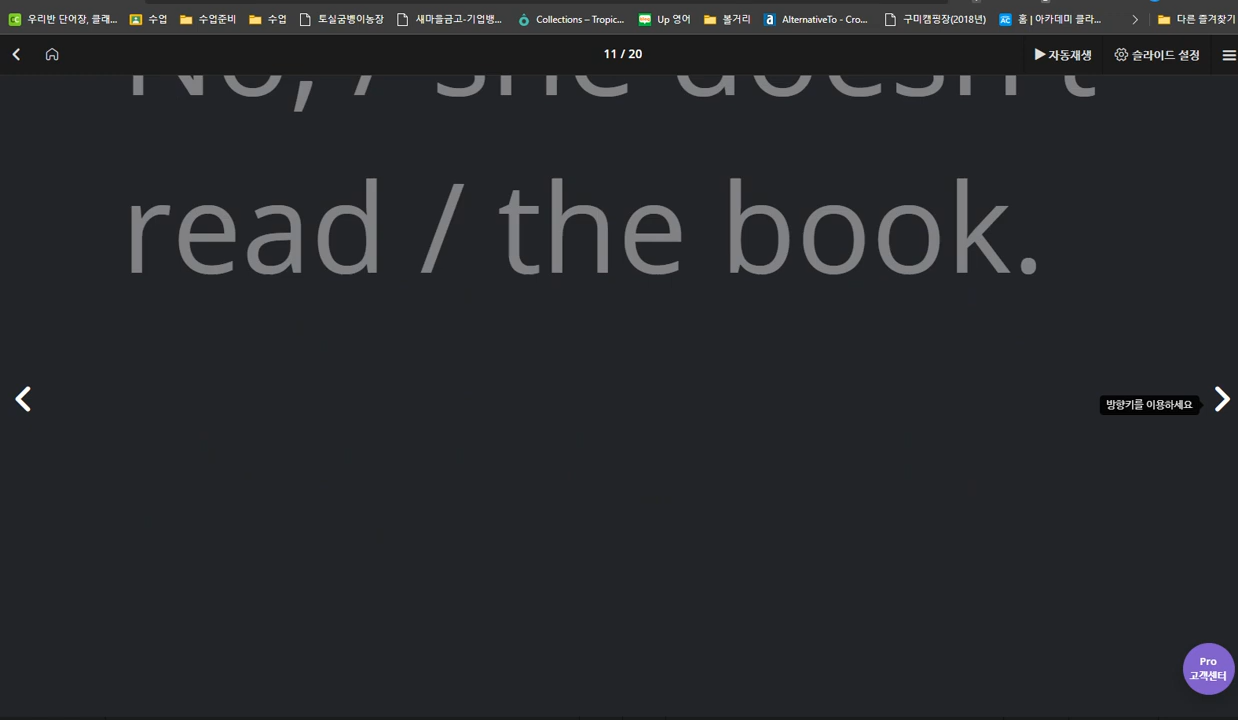 우리반 단어장, 클래... 수업 수업준비 수업 토실굼벵이농장 새마을금고-기업뱅... Collections – Tropic... Up 영어 볼거리 AlternativeTo - Cro... 구미캠핑장(2018년) 홈 | 아카데미 클라... 다른 즐겨찾기
11 / 20 자동재생 슬라이드 설정
No, / she doesn't
read / the book.
방향키를 이용하세요
Pro
고객센터